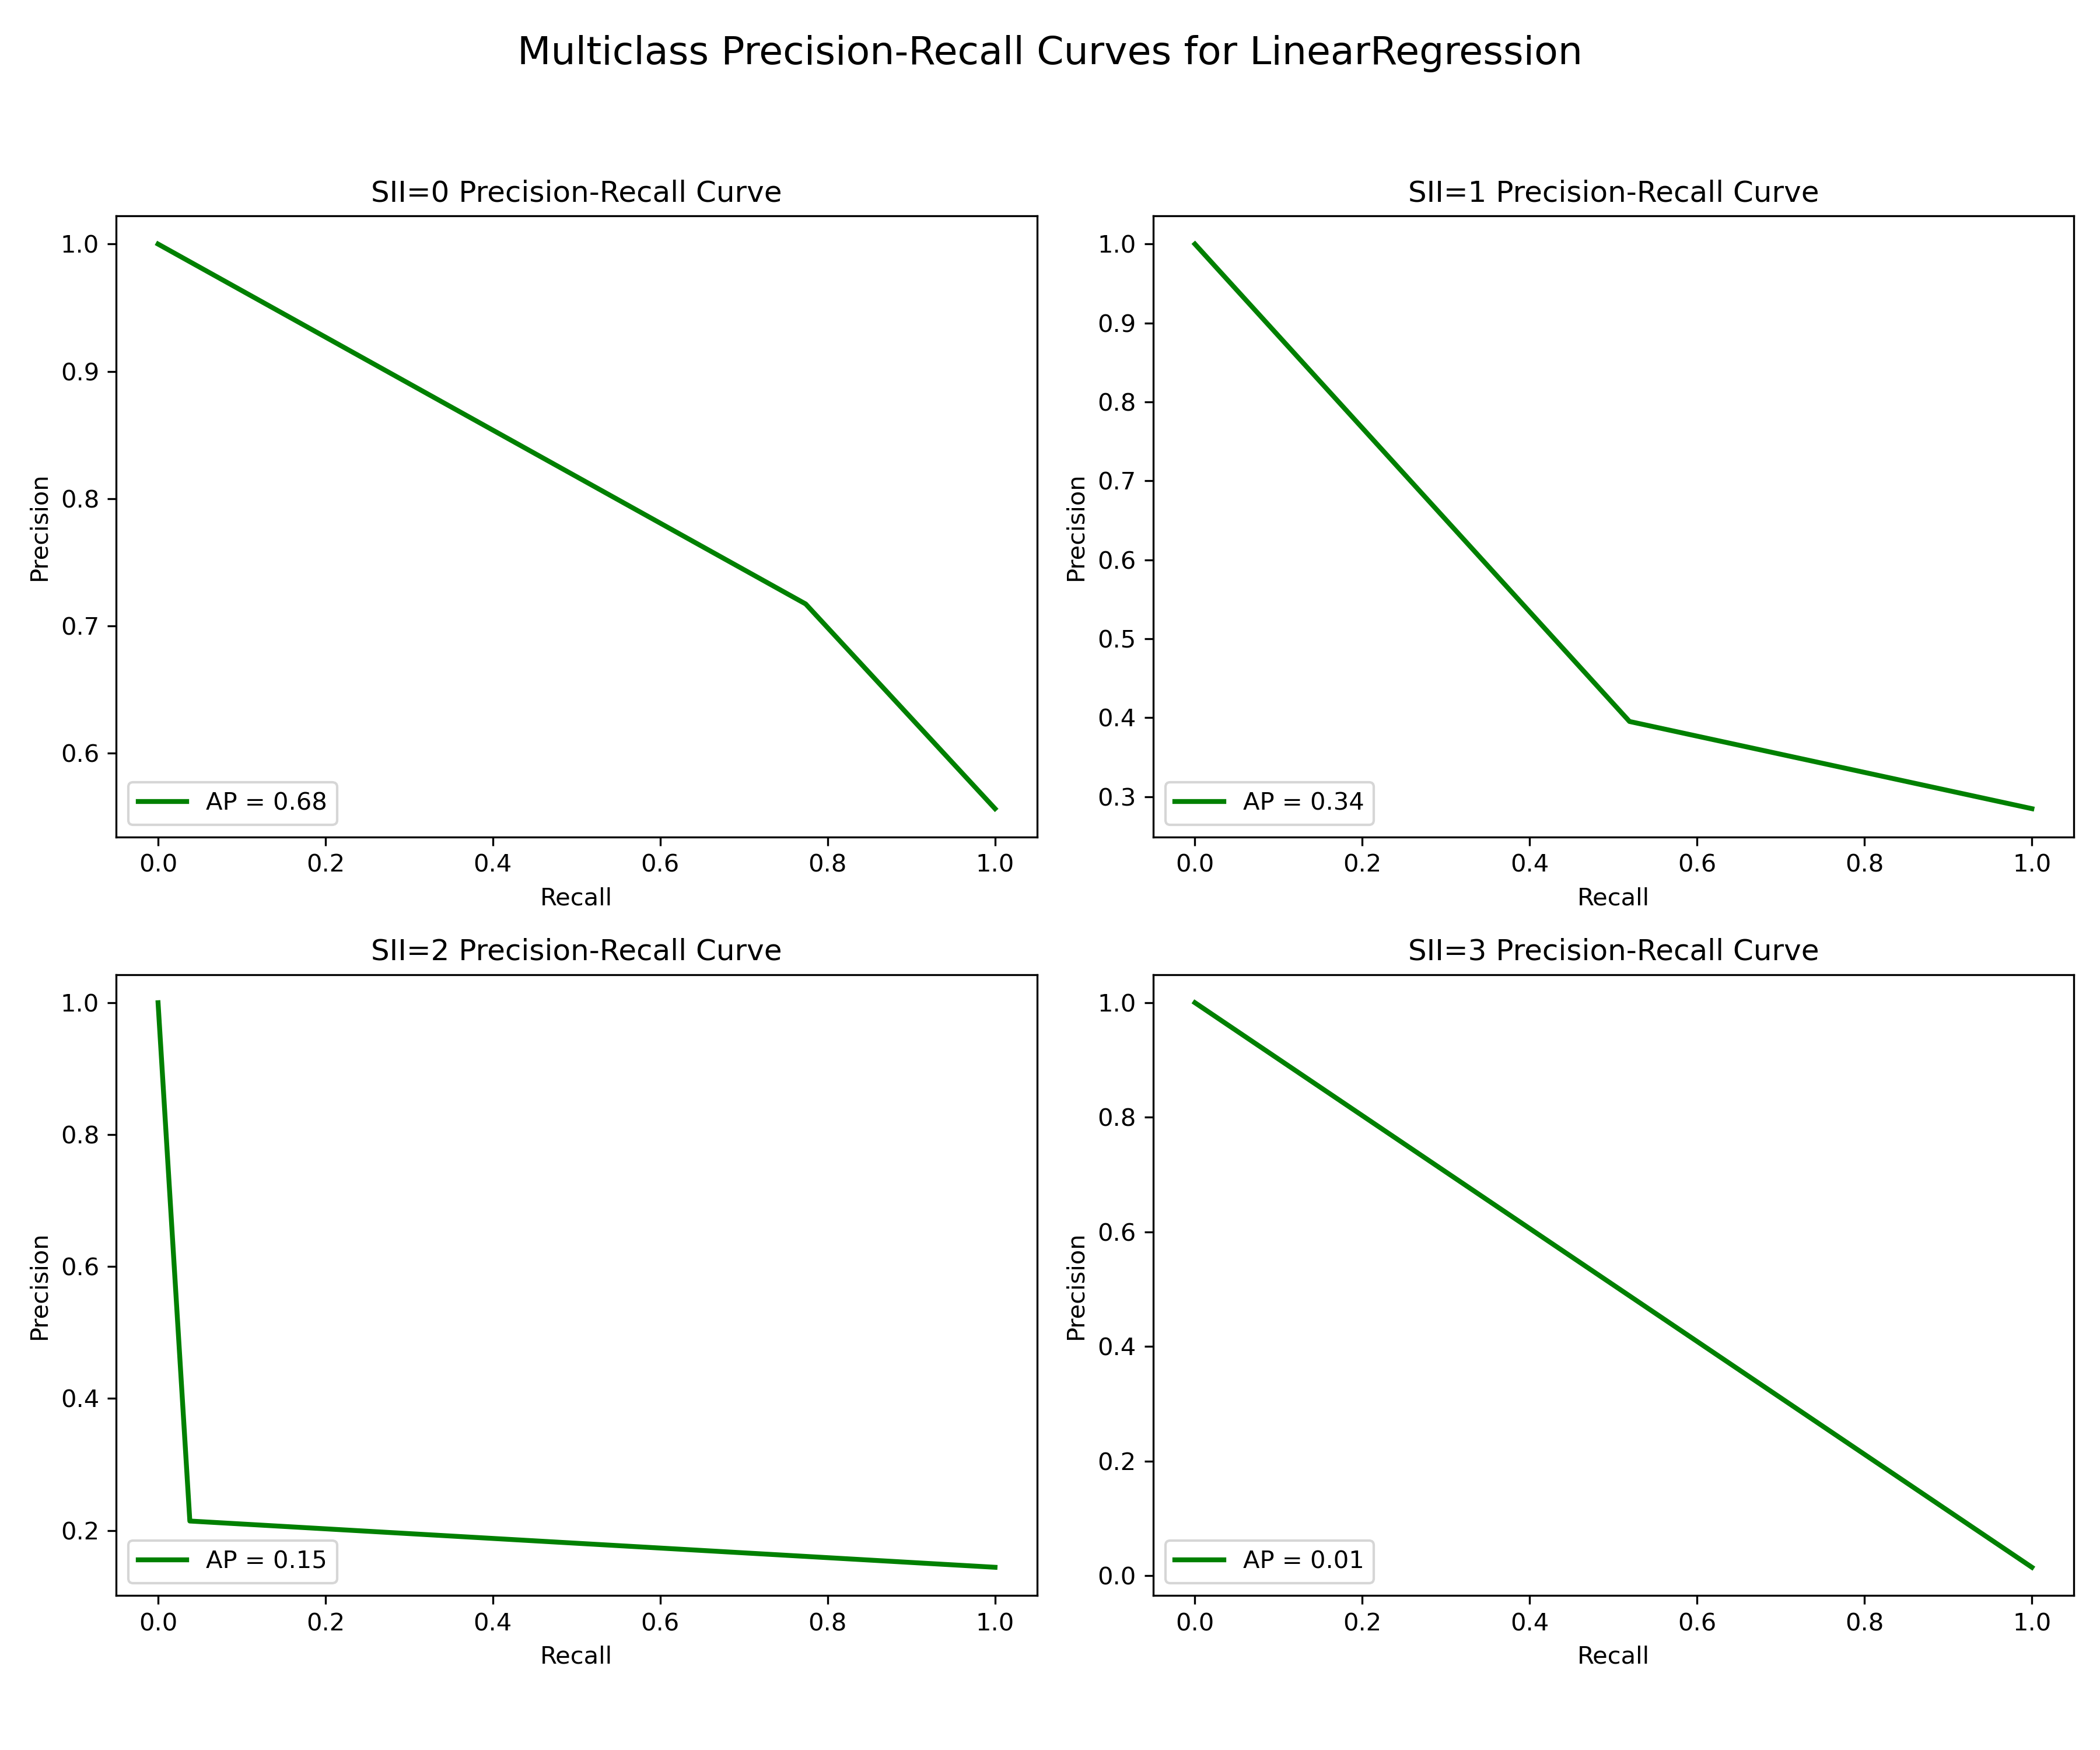 Multiclass Precision-Recall Curves for LinearRegression
SII=0 Precision-Recall Curve
1.0
0.9
0.8
0.7
0.6
Precision
AP = 0.68
0.0 0.2 0.4 0.6 0.8 1.0
Recall
SII=1 Precision-Recall Curve
1.0
0.9
0.8
0.7
0.6
0.5
0.4
0.3
Precision
AP = 0.34
0.0 0.2 0.4 0.6 0.8 1.0
Recall
SII=2 Precision-Recall Curve
1.0
0.8
0.6
0.4
0.2
Precision
AP = 0.15
0.0 0.2 0.4 0.6 0.8 1.0
Recall
SII=3 Precision-Recall Curve
1.0
0.8
0.6
0.4
0.2
0.0
Precision
AP = 0.01
0.0 0.2 0.4 0.6 0.8 1.0
Recall